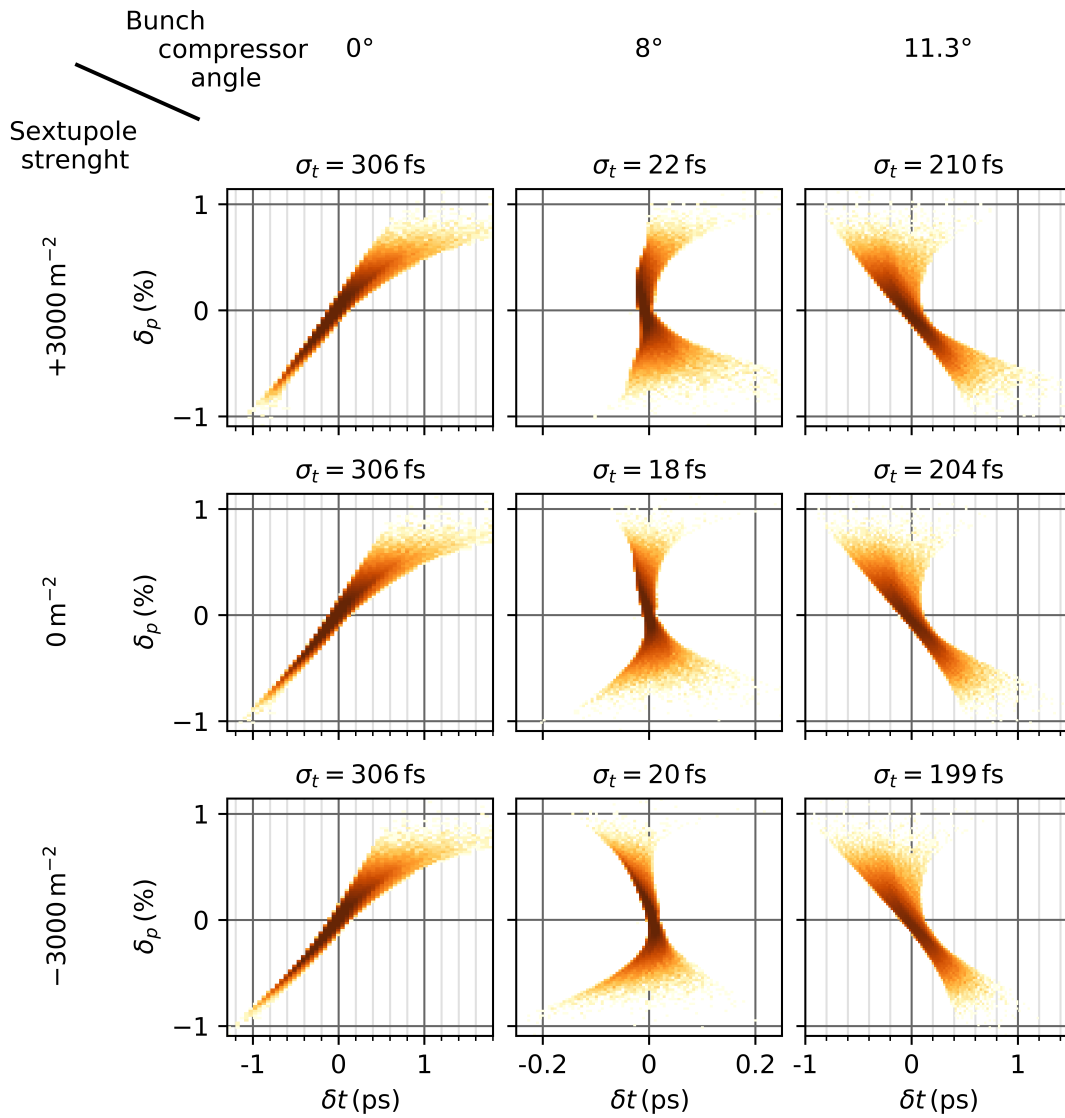 Bunch
compressor
angle
0° 8° 11.3°
Sextupole
strenght
σt = 306 fs σt = 22 fs σt = 210 fs
+3000 m⁻²
δp (%)
1
0
−1
σt = 306 fs σt = 18 fs σt = 204 fs
0 m⁻²
δp (%)
1
0
−1
σt = 306 fs σt = 20 fs σt = 199 fs
−3000 m⁻²
δp (%)
1
0
−1
-1 0 1 -0.2 0 0.2 -1 0 1
δt (ps) δt (ps) δt (ps)